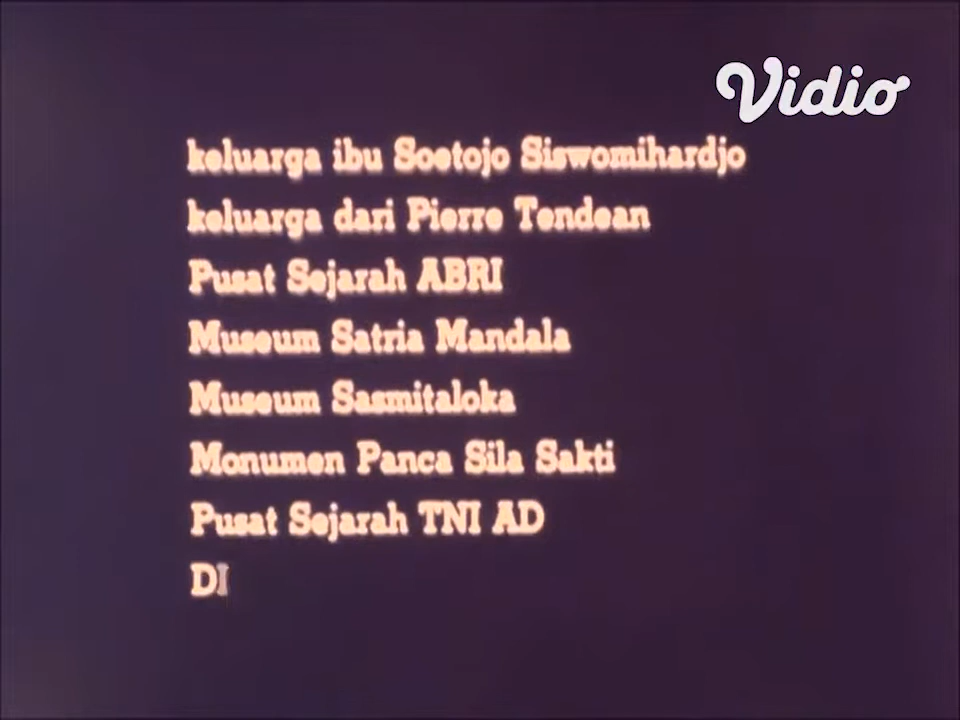 Vidio
keluarga ibu Soetojo Siswomihardjo
keluarga dari Pierre Tendean
Pusat Sejarah ABRI
Museum Satria Mandala
Museum Sasmitaloka
Monumen Panca Sila Sakti
Pusat Sejarah TNI AD
DI